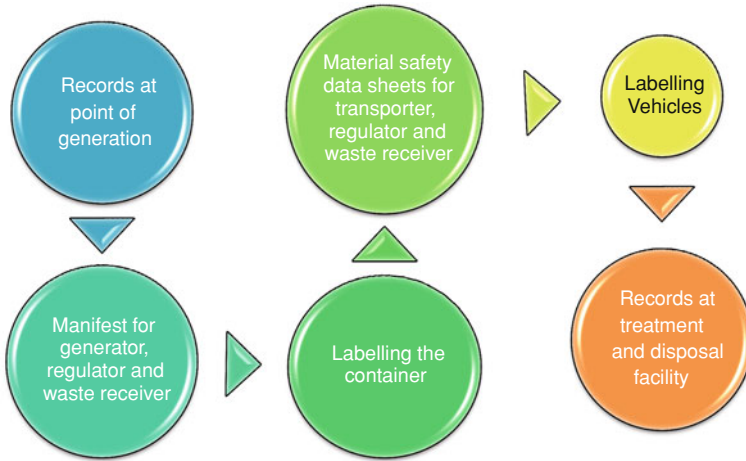 Records at
point of
generation
Manifest for
generator,
regulator and
waste receiver
Labelling the
container
Material safety
data sheets for
transporter,
regulator and
waste receiver
Labelling
Vehicles
Records at
treatment
and disposal
facility